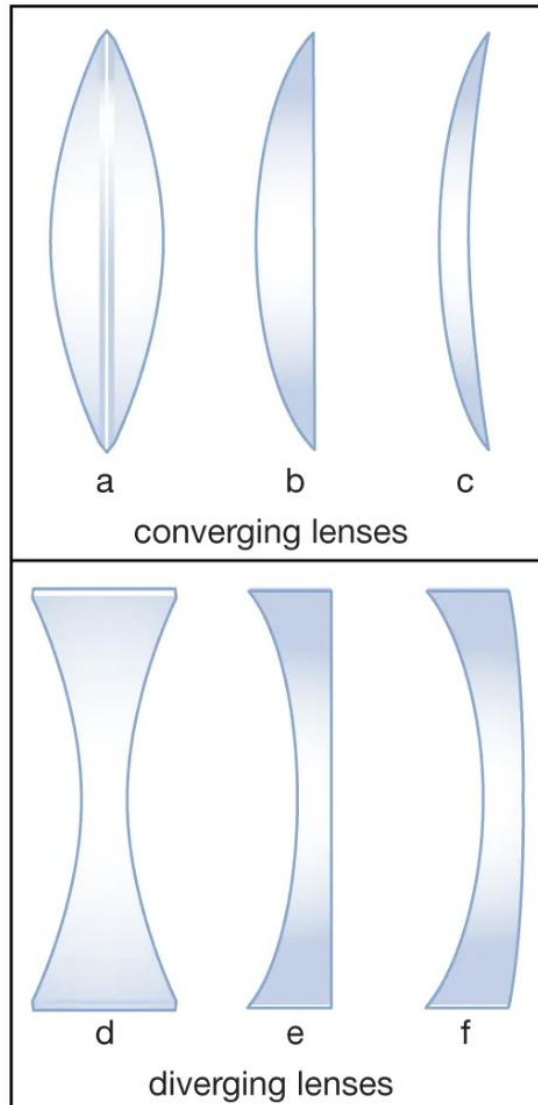 a b c
converging lenses
d e f
diverging lenses